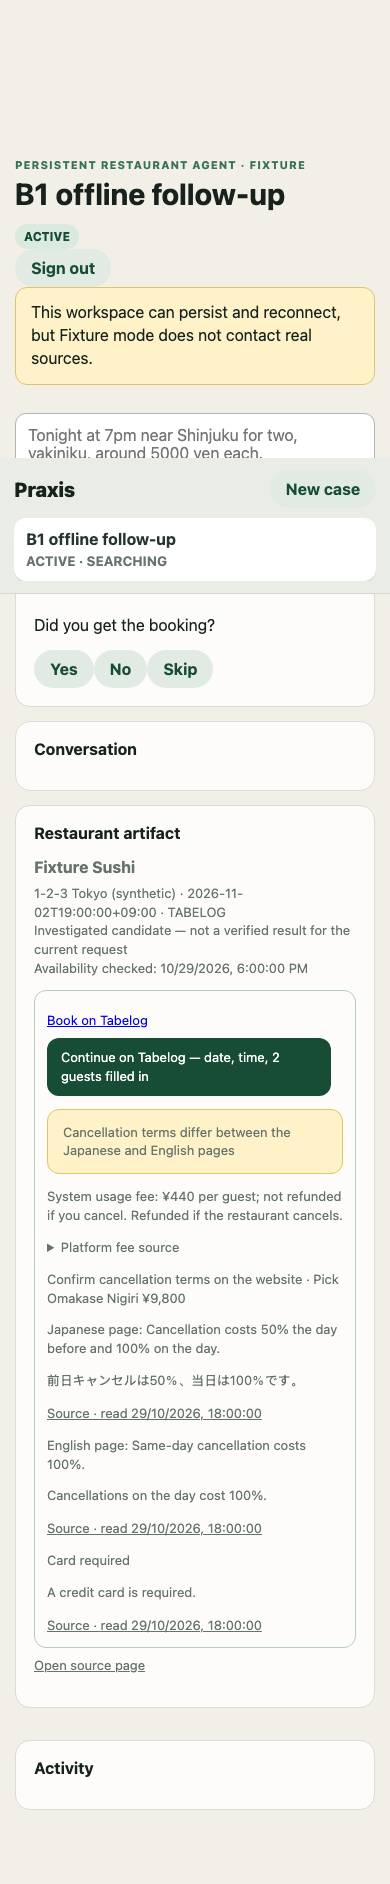 PERSISTENT RESTAURANT AGENT · FIXTURE
B1 offline follow-up
ACTIVE
Sign out
This workspace can persist and reconnect,
but Fixture mode does not contact real
sources.
Tonight at 7pm near Shinjuku for two,
yakiniku, around 5000 yen each.
Praxis
New case
B1 offline follow-up
ACTIVE · SEARCHING
Did you get the booking?
Yes No Skip
Conversation
Restaurant artifact
Fixture Sushi
1-2-3 Tokyo (synthetic) · 2026-11-
02T19:00:00+09:00 · TABELOG
Investigated candidate — not a verified result for the
current request
Availability checked: 10/29/2026, 6:00:00 PM
Book on Tabelog
Continue on Tabelog — date, time, 2
guests filled in
Cancellation terms differ between the
Japanese and English pages
System usage fee: ¥440 per guest; not refunded
if you cancel. Refunded if the restaurant cancels.
▶ Platform fee source
Confirm cancellation terms on the website · Pick
Omakase Nigiri ¥9,800
Japanese page: Cancellation costs 50% the day
before and 100% on the day.
前日キャンセルは50%、当日は100%です。
Source · read 29/10/2026, 18:00:00
English page: Same-day cancellation costs
100%.
Cancellations on the day cost 100%.
Source · read 29/10/2026, 18:00:00
Card required
A credit card is required.
Source · read 29/10/2026, 18:00:00
Open source page
Activity